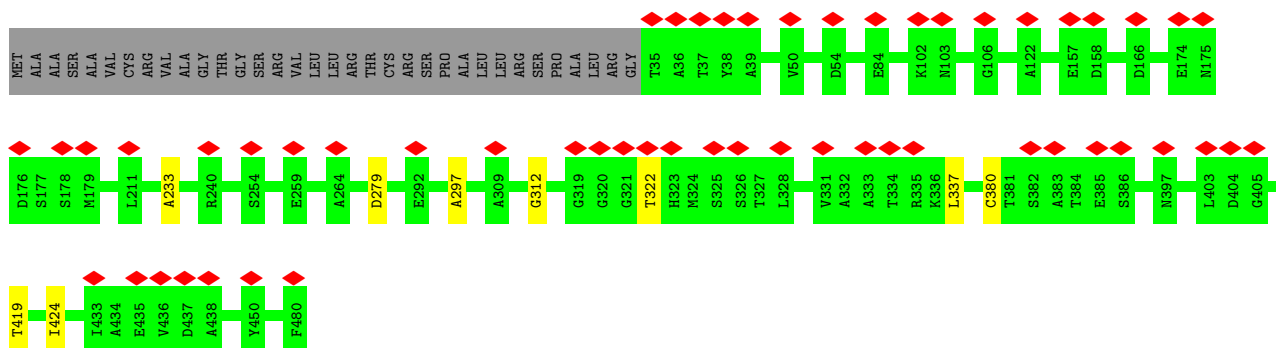 MET ALA ALA SER ALA VAL CYS ARG VAL ALA GLY THR GLY SER ARG VAL LEU LEU ARG THR CYS ARG SER PRO ALA LEU LEU ARG SER PRO ALA LEU ARG GLY T35 A36 T37 Y38 A39 V50 D54 E84 K102 N103 G106 A122 E157 D158 D166 E174 N175
D176 S177 S178 M179 L211 A233 R240 S254 E259 A264 D279 E292 A297 A309 G312 G319 G320 G321 T322 H323 M324 S325 S326 T327 L328 V331 A332 A333 T334 R335 K336 L337 C380 T381 S382 A383 T384 E385 S386 N397 L403 D404 G405
T419 I424 I433 A434 E435 V436 D437 A438 Y450 F480